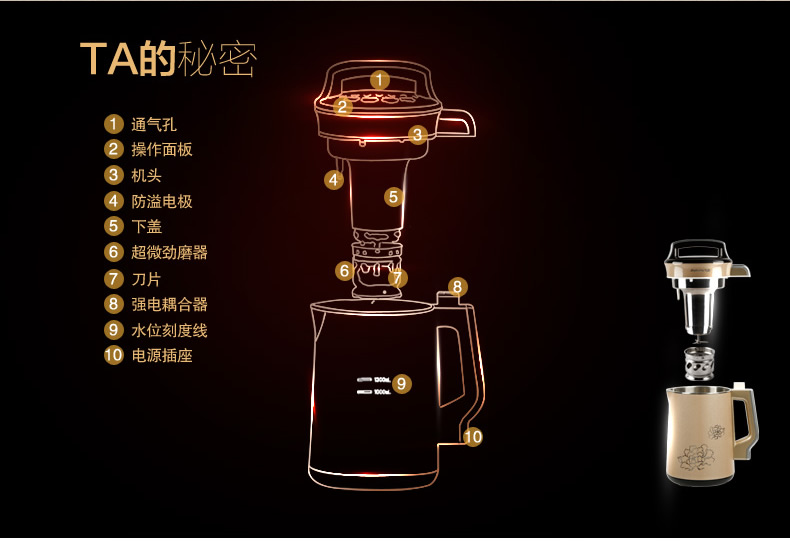 TA的秘密
1 通气孔
2 操作面板
3 机头
4 防溢电极
5 下盖
6 超微劲磨器
7 刀片
8 强电耦合器
9 水位刻度线
10 电源插座
1
2
3
4
5
6
7
8
1300mL
9
1000mL
10